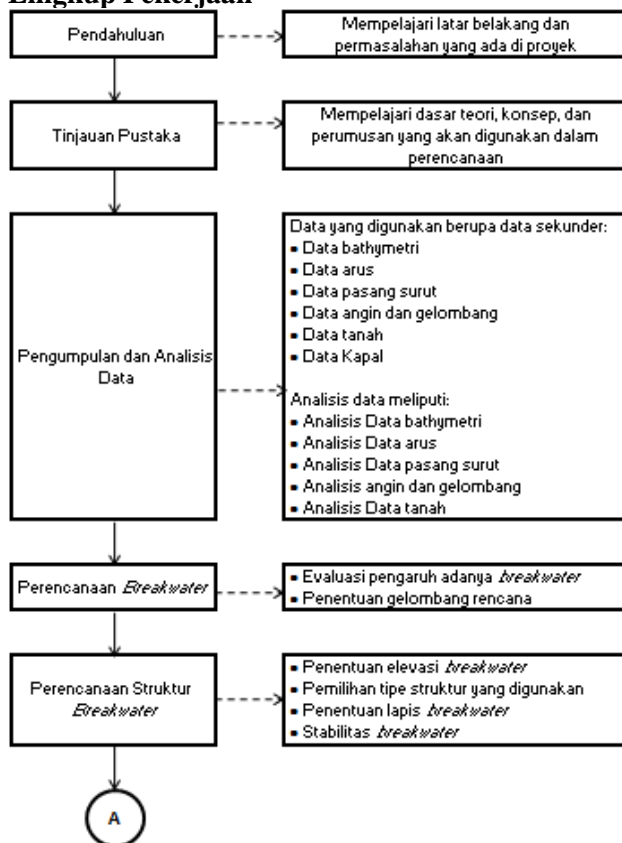 Lingkup Pekerjaan
Pendahuluan
Mempelajari latar belakang dan
permasalahan yang ada di proyek
Tinjauan Pustaka
Mempelajari dasar teori, konsep, dan
perumusan yang akan digunakan dalam
perencanaan
Pengumpulan dan Analisis
Data
Data yang digunakan berupa data sekunder:
• Data bathymetri
• Data arus
• Data pasang surut
• Data angin dan gelombang
• Data tanah
• Data Kapal
Analisis data meliputi:
• Analisis Data bathymetri
• Analisis Data arus
• Analisis Data pasang surut
• Analisis angin dan gelombang
• Analisis Data tanah
Perencanaan Breakwater
• Evaluasi pengaruh adanya breakwater
• Penentuan gelombang rencana
Perencanaan Struktur
Breakwater
• Penentuan elevasi breakwater
• Pemilihan tipe struktur yang digunakan
• Penentuan lapis breakwater
• Stabilitas breakwater
A